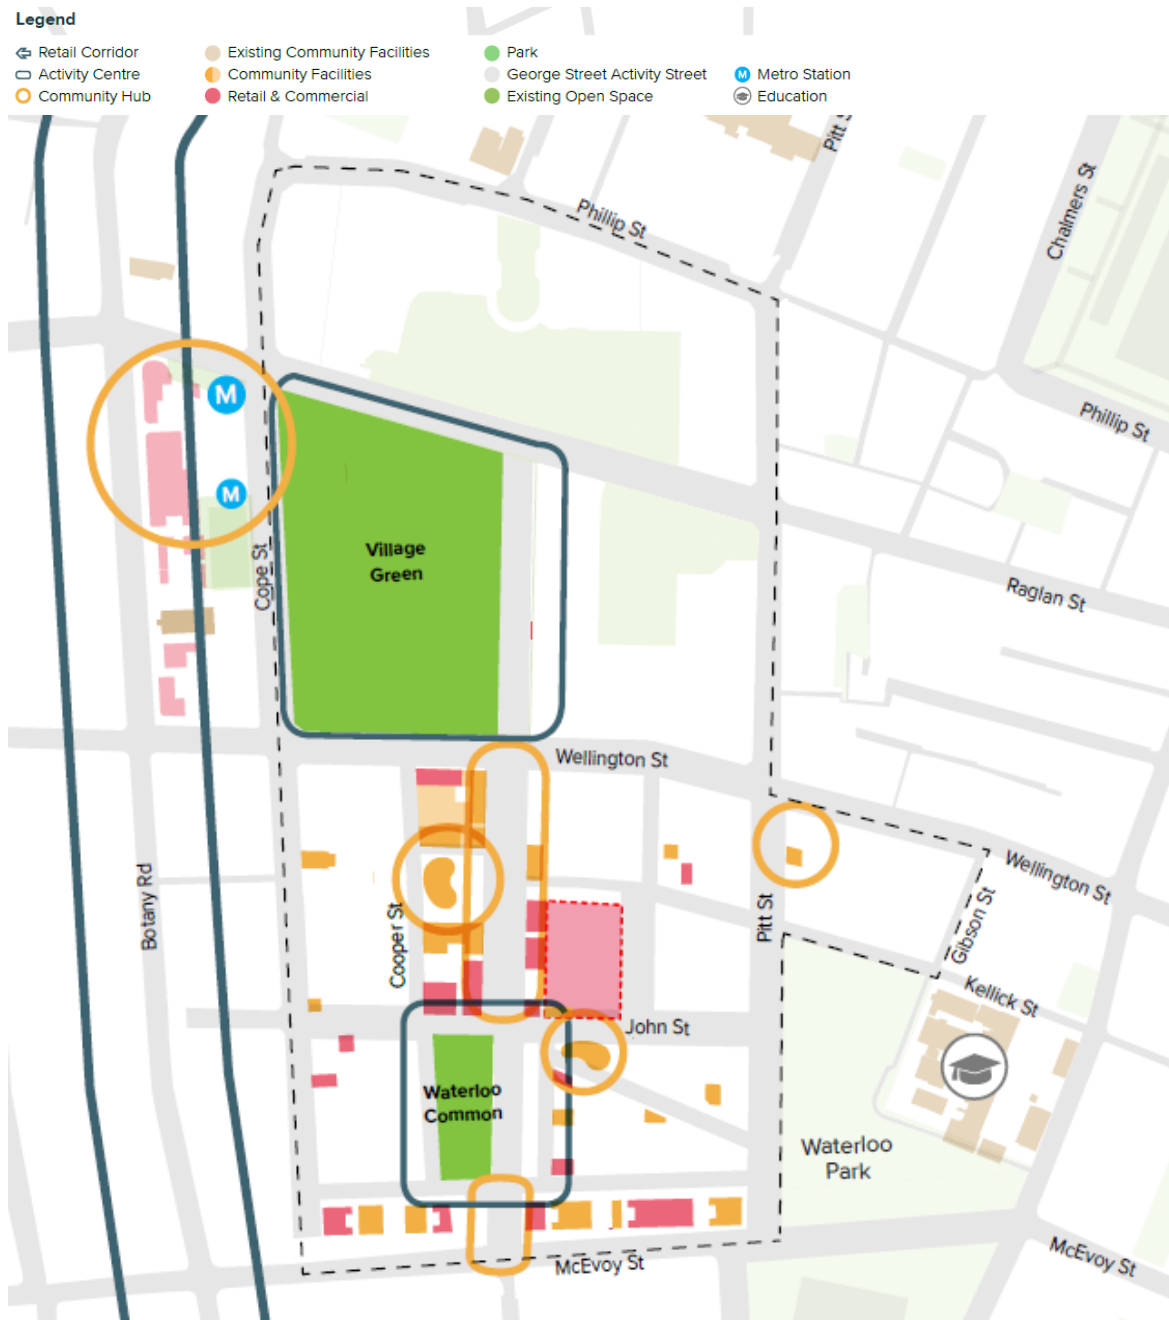 Legend
Retail Corridor
Existing Community Facilities
Park
Activity Centre
Community Facilities
George Street Activity Street
M Metro Station
Community Hub
Retail & Commercial
Existing Open Space
Education
Pitt S
Chalmers St
Phillip St
M
Phillip St
M
Village
Green
Cope St
Raglan St
Wellington St
Wellington St
Botany Rd
Cooper St
Pitt St
Gibson St
Kellick St
John St
Waterloo
Common
Waterloo
Park
McEvoy St
McEvoy St